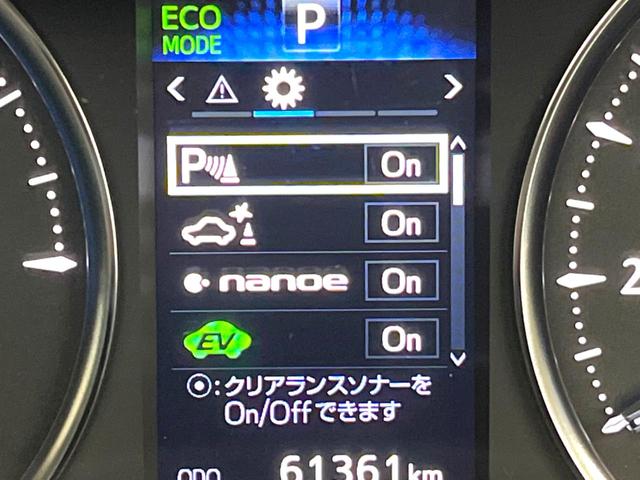 ECO
MODE
P
P On
On
nanoe On
EV On
:クリアランスソナーを
On/Offできます
ODO 61361km
2